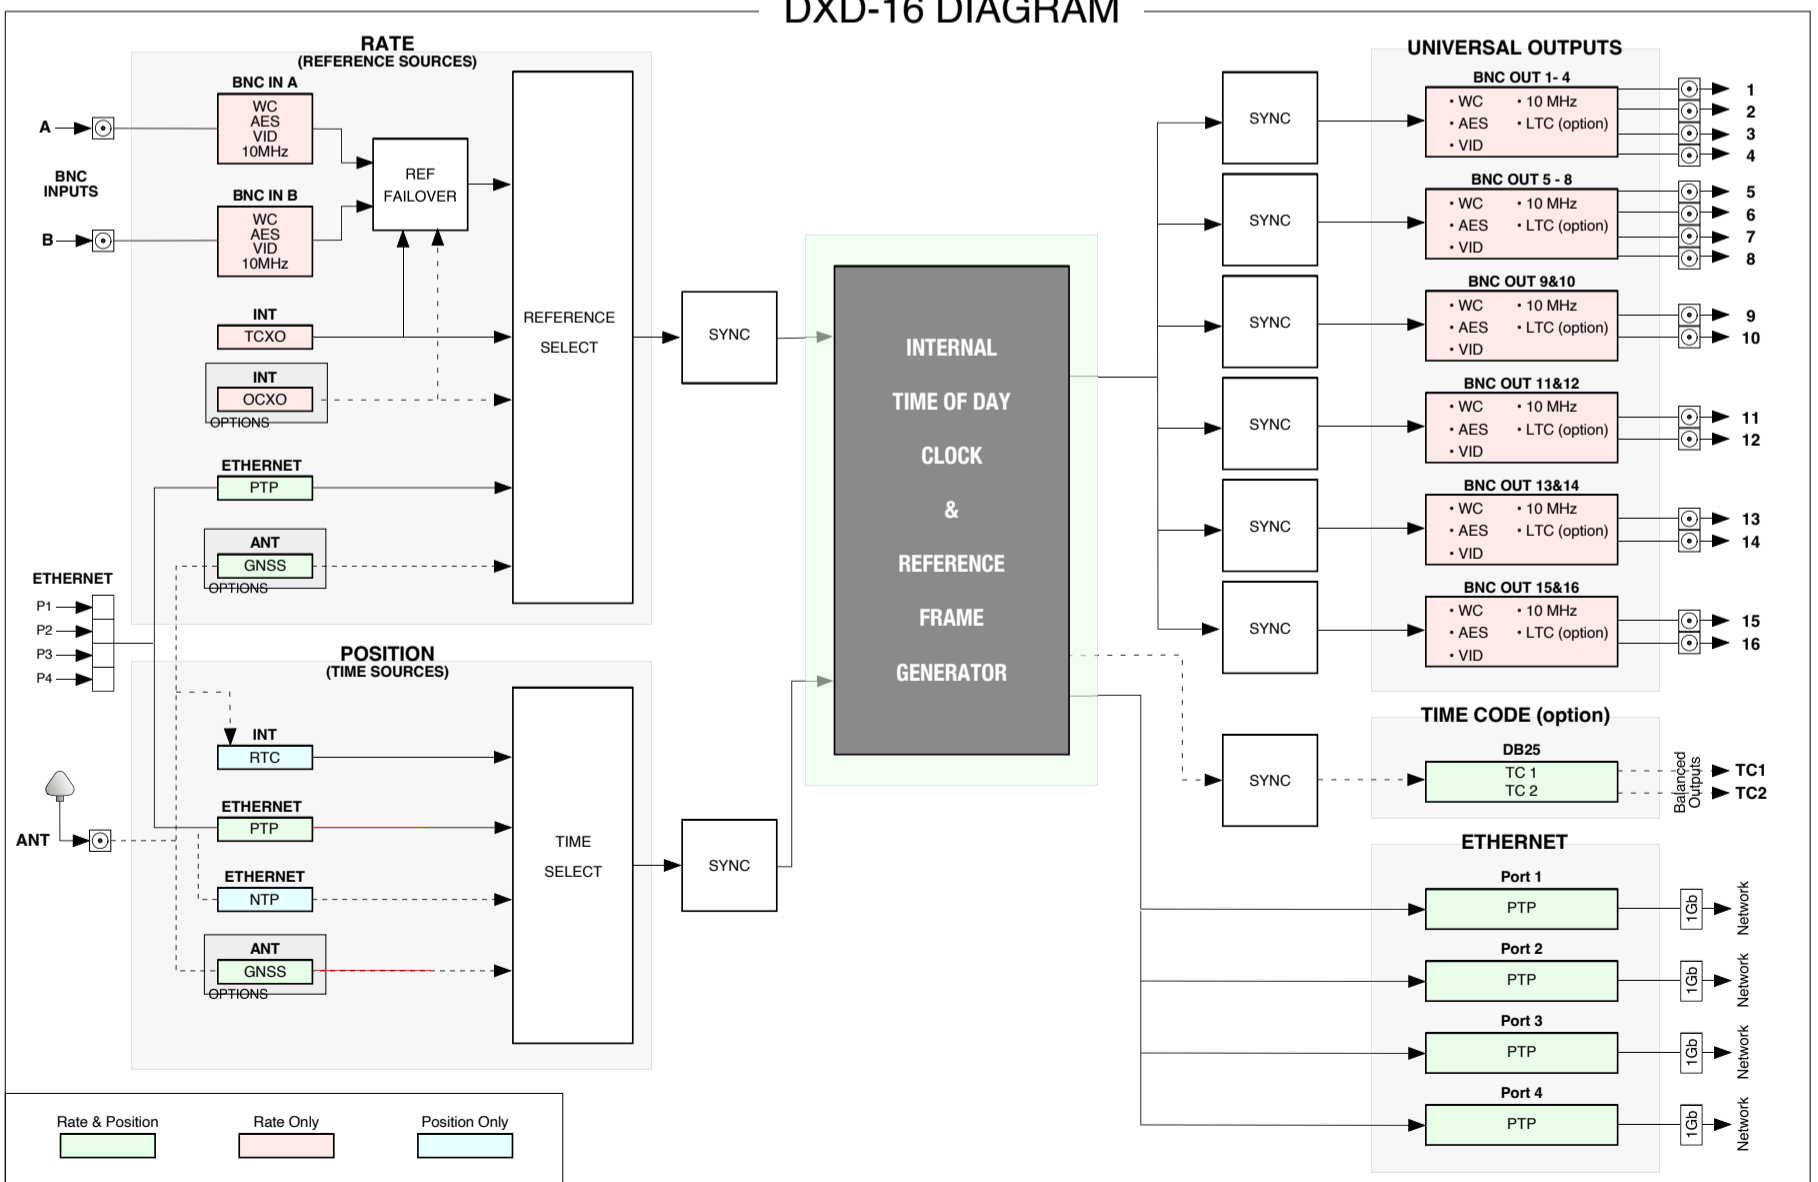 DXD-16 DIAGRAM
RATE
(REFERENCE SOURCES)
BNC IN A
WC
AES
VID
10MHz
A
BNC
INPUTS
BNC IN B
WC
AES
VID
10MHz
B
REF
FAILOVER
INT
TCXO
INT
OCXO
OPTIONS
ETHERNET
PTP
ANT
GNSS
OPTIONS
REFERENCE
SELECT
SYNC
ETHERNET
P1
P2
P3
P4
POSITION
(TIME SOURCES)
INT
RTC
ETHERNET
PTP
ANT
ETHERNET
NTP
ANT
GNSS
OPTIONS
TIME
SELECT
SYNC
INTERNAL
TIME OF DAY
CLOCK
&
REFERENCE
FRAME
GENERATOR
UNIVERSAL OUTPUTS
SYNC
BNC OUT 1- 4
• WC • 10 MHz
• AES • LTC (option)
• VID
1
2
3
4
SYNC
BNC OUT 5 - 8
• WC • 10 MHz
• AES • LTC (option)
• VID
5
6
7
8
SYNC
BNC OUT 9&10
• WC • 10 MHz
• AES • LTC (option)
• VID
9
10
SYNC
BNC OUT 11&12
• WC • 10 MHz
• AES • LTC (option)
• VID
11
12
SYNC
BNC OUT 13&14
• WC • 10 MHz
• AES • LTC (option)
• VID
13
14
SYNC
BNC OUT 15&16
• WC • 10 MHz
• AES • LTC (option)
• VID
15
16
TIME CODE (option)
SYNC
DB25
TC 1
TC 2
Balanced
Outputs
TC1
TC2
ETHERNET
Port 1
PTP
1Gb
Network
Port 2
PTP
1Gb
Network
Port 3
PTP
1Gb
Network
Port 4
PTP
1Gb
Network
Rate & Position
Rate Only
Position Only